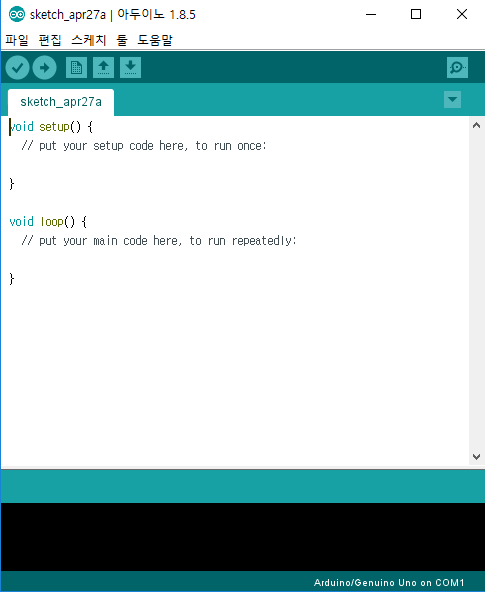 sketch_apr27a | 아두이노 1.8.5
파일 편집 스케치 툴 도움말
sketch_apr27a
void setup() {
// put your setup code here, to run once:
}
void loop() {
// put your main code here, to run repeatedly:
}
Arduino/Genuino Uno on COM1